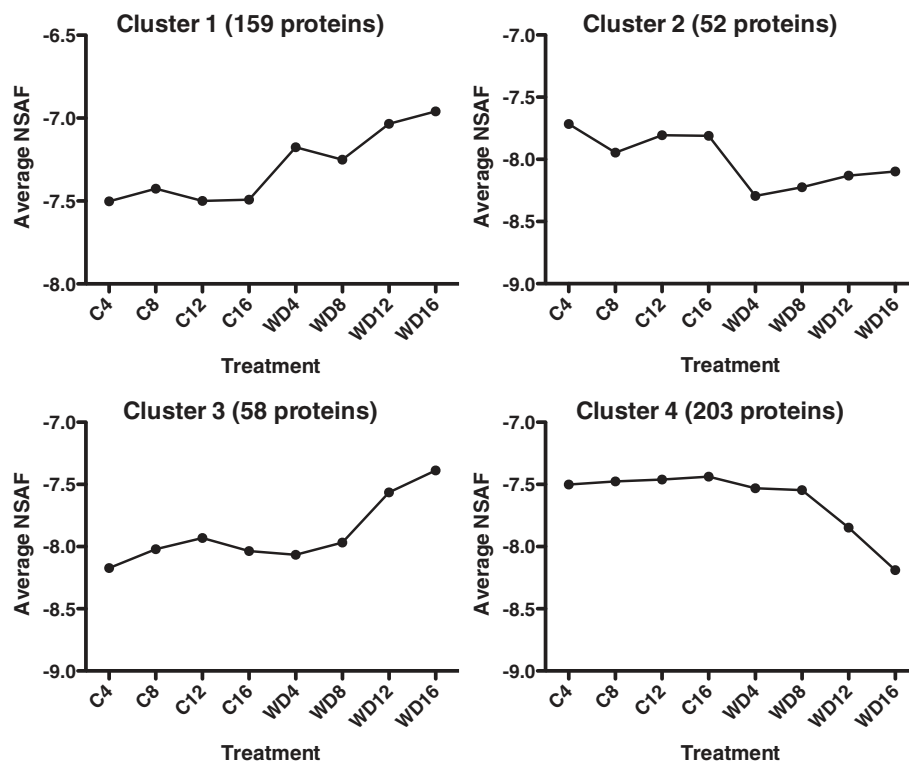 Cluster 1 (159 proteins)
-6.5
-7.0
-7.5
-8.0
Average NSAF
C4
C8
C12
C16
WD4
WD8
WD12
WD16
Treatment
Cluster 2 (52 proteins)
-7.0
-7.5
-8.0
-8.5
-9.0
Average NSAF
C4
C8
C12
C16
WD4
WD8
WD12
WD16
Treatment
Cluster 3 (58 proteins)
-7.0
-7.5
-8.0
-8.5
-9.0
Average NSAF
C4
C8
C12
C16
WD4
WD8
WD12
WD16
Treatment
Cluster 4 (203 proteins)
-7.0
-7.5
-8.0
-8.5
-9.0
Average NSAF
C4
C8
C12
C16
WD4
WD8
WD12
WD16
Treatment